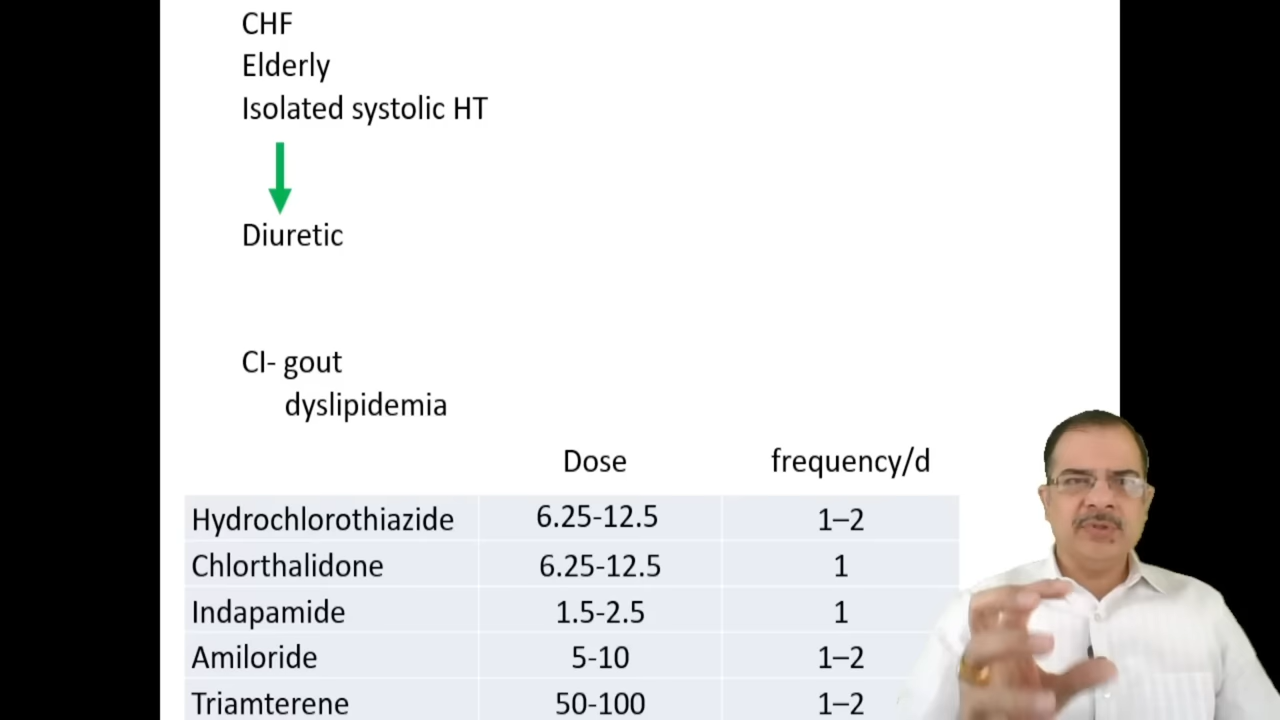 CHF
Elderly
Isolated systolic HT
Diuretic
CI- gout
dyslipidemia
Dose frequency/d
Hydrochlorothiazide 6.25-12.5 1–2
Chlorthalidone 6.25-12.5 1
Indapamide 1.5-2.5 1
Amiloride 5-10 1–2
Triamterene 50-100 1–2